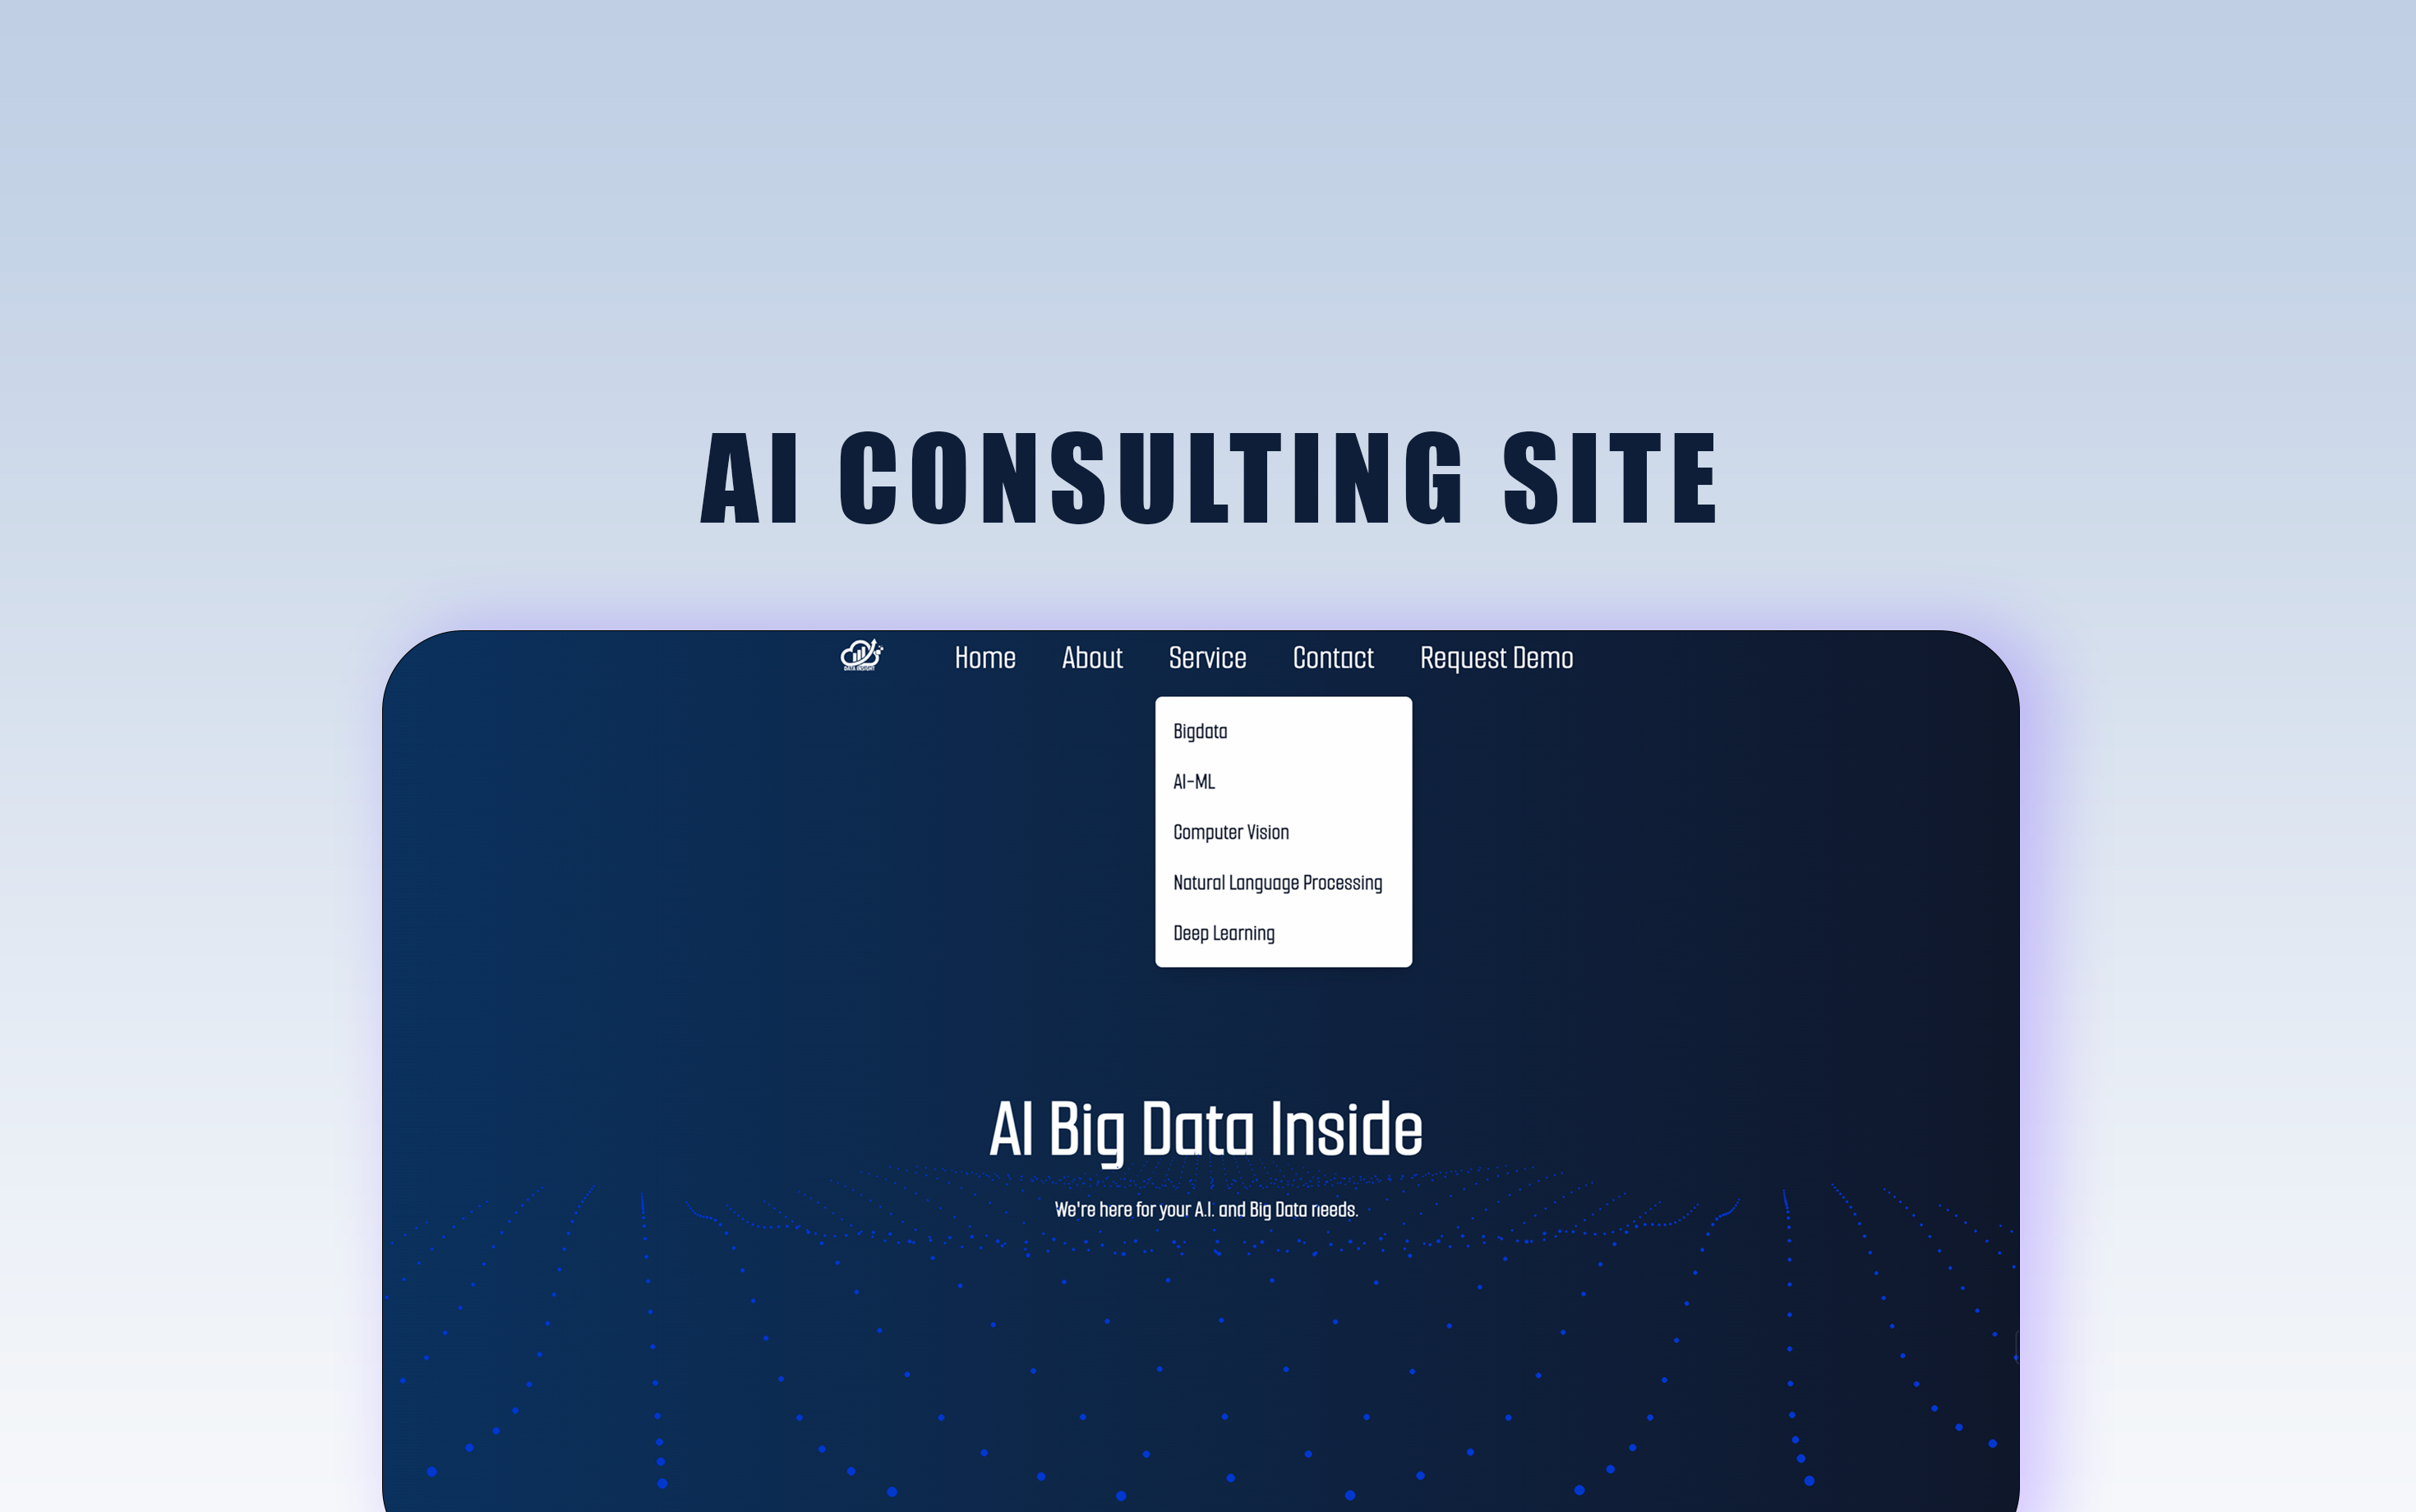 AI CONSULTING SITE
DATA INSIGHT
Home About Service Contact Request Demo
Bigdata
AI-ML
Computer Vision
Natural Language Processing
Deep Learning
AI Big Data Inside
We're here for your A.I. and Big Data needs.